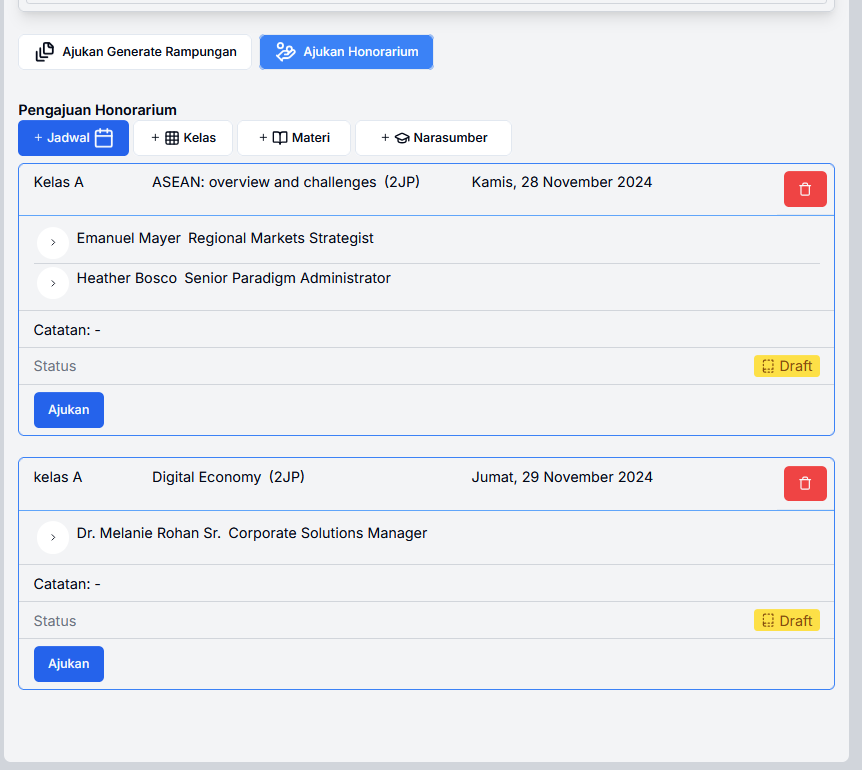 Ajukan Generate Rampungan Ajukan Honorarium
Pengajuan Honorarium
+ Jadwal + Kelas + Materi + Narasumber
Kelas A ASEAN: overview and challenges (2JP) Kamis, 28 November 2024
Emanuel Mayer Regional Markets Strategist
Heather Bosco Senior Paradigm Administrator
Catatan: -
Status Draft
Ajukan
kelas A Digital Economy (2JP) Jumat, 29 November 2024
Dr. Melanie Rohan Sr. Corporate Solutions Manager
Catatan: -
Status Draft
Ajukan